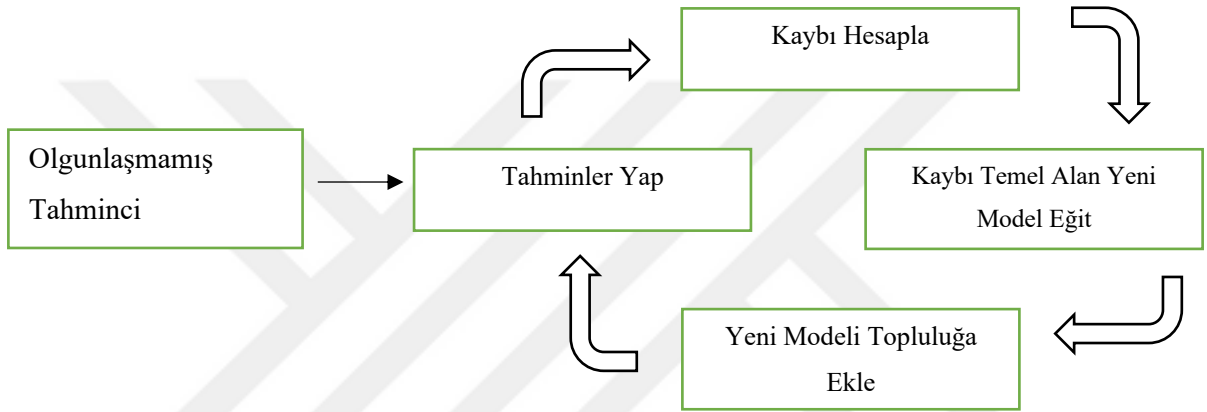 Olgunlaşmamış
Tahminci
Tahminler Yap
Kaybı Hesapla
Kaybı Temel Alan Yeni
Model Eğit
Yeni Modeli Topluluğa
Ekle